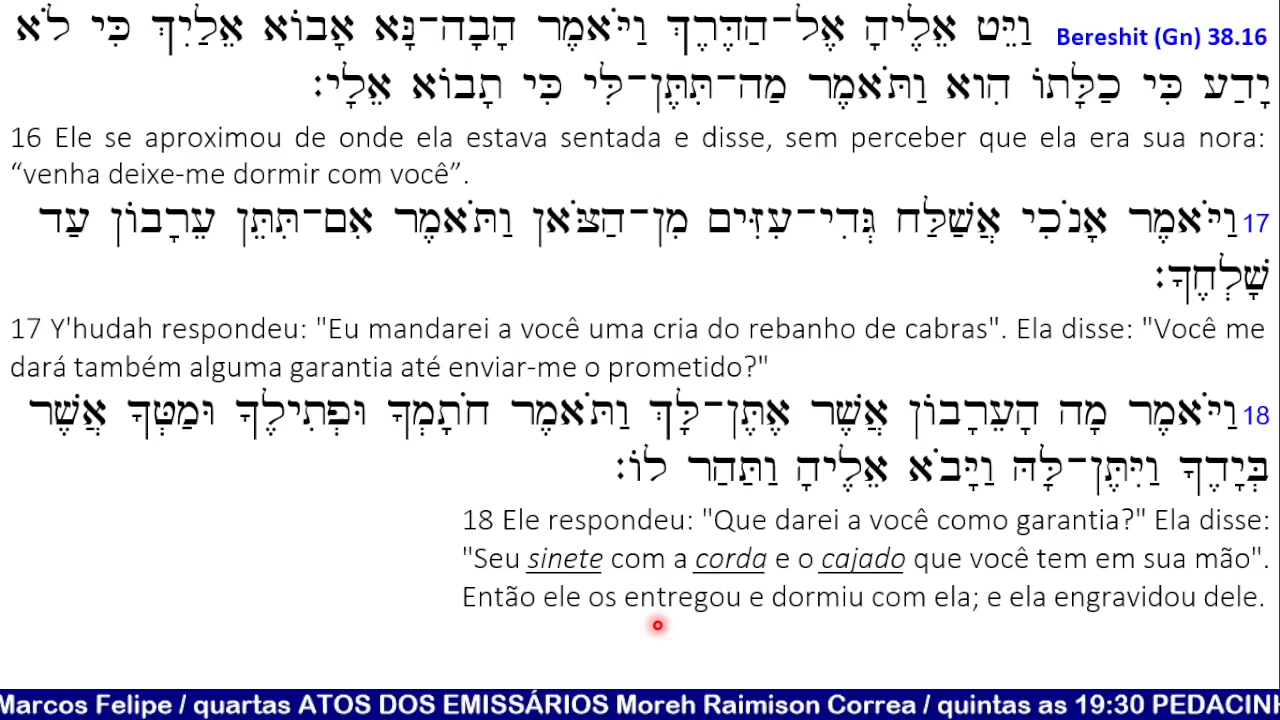 Bereshit (Gn) 38.16 וַיֵּט אֵלֶיהָ אֶל־הַדֶּרֶךְ וַיֹּאמֶר הָבָה־נָּא אָבוֹא אֵלַיִךְ כִּי לֹא
יָדַע כִּי כַלָּתוֹ הִוא וַתֹּאמֶר מַה־תִּתֶּן־לִּי כִּי תָבוֹא אֵלָי׃
16 Ele se aproximou de onde ela estava sentada e disse, sem perceber que ela era sua nora:
“venha deixe-me dormir com você”.
17 וַיֹּאמֶר אָנֹכִי אֲשַׁלַּח גְּדִי־עִזִּים מִן־הַצֹּאן וַתֹּאמֶר אִם־תִּתֵּן עֵרָבוֹן עַד
שָׁלְחֶךָ׃
17 Y'hudah respondeu: "Eu mandarei a você uma cria do rebanho de cabras". Ela disse: "Você me
dará também alguma garantia até enviar-me o prometido?"
18 וַיֹּאמֶר מָה הָעֵרָבוֹן אֲשֶׁר אֶתֶּן־לָּךְ וַתֹּאמֶר חֹתָמְךָ וּפְתִילֶךָ וּמַטְּךָ אֲשֶׁר
בְּיָדֶךָ וַיִּתֶּן־לָּהּ וַיָּבֹא אֵלֶיהָ וַתַּהַר לוֹ׃
18 Ele respondeu: "Que darei a você como garantia?" Ela disse:
"Seu sinete com a corda e o cajado que você tem em sua mão".
Então ele os entregou e dormiu com ela; e ela engravidou dele.
Marcos Felipe / quartas ATOS DOS EMISSÁRIOS Moreh Raimison Correa / quintas as 19:30 PEDACIN